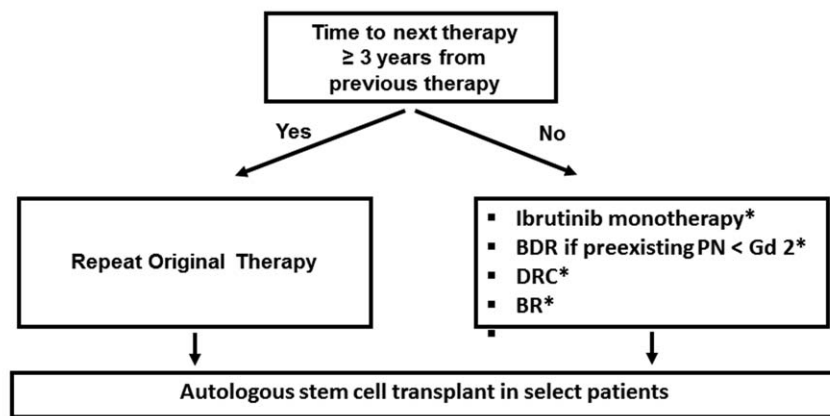 Time to next therapy
≥ 3 years from
previous therapy
Yes
No
Repeat Original Therapy
▪ Ibrutinib monotherapy*
▪ BDR if preexisting PN < Gd 2*
▪ DRC*
▪ BR*
▪
Autologous stem cell transplant in select patients